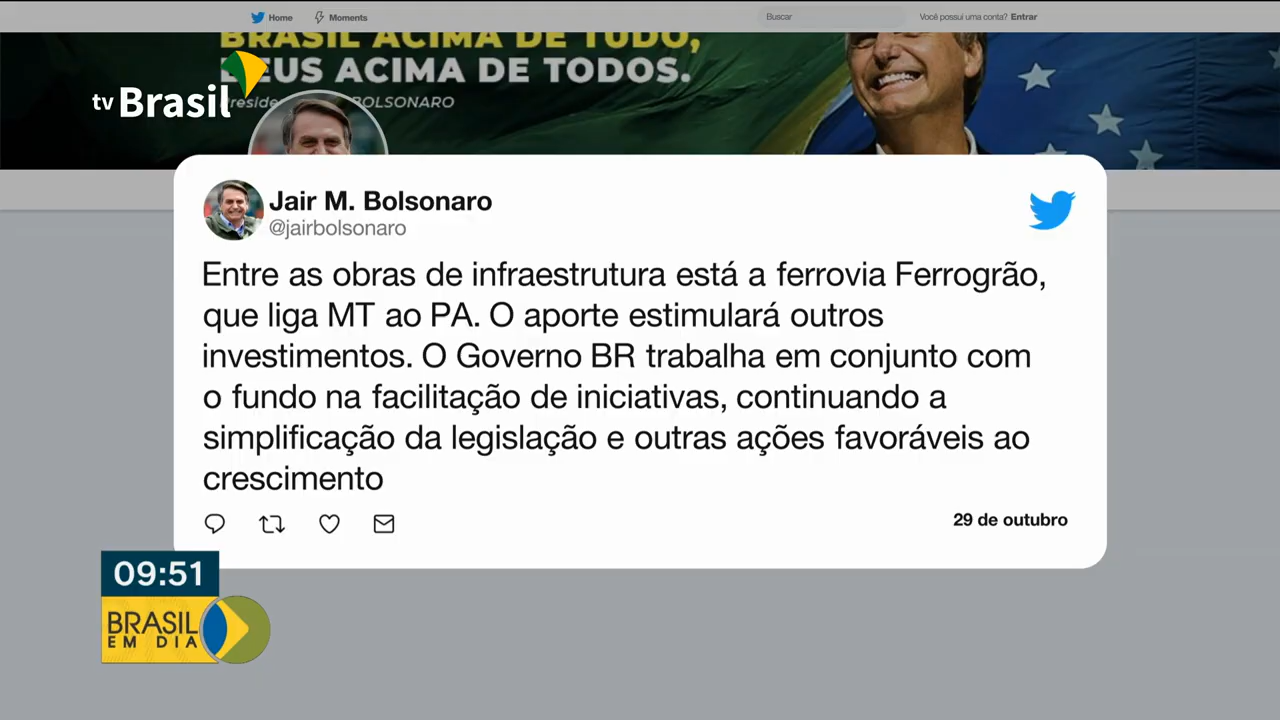 Home
Moments
Buscar
Você possui uma conta? Entrar
BRASIL ACIMA DE TUDO,
DEUS ACIMA DE TODOS.
BOLSONARO
tv Brasil
Jair M. Bolsonaro
@jairbolsonaro
Entre as obras de infraestrutura está a ferrovia Ferrogrão,
que liga MT ao PA. O aporte estimulará outros
investimentos. O Governo BR trabalha em conjunto com
o fundo na facilitação de iniciativas, continuando a
simplificação da legislação e outras ações favoráveis ao
crescimento
29 de outubro
09:51
BRASIL
EM DIA